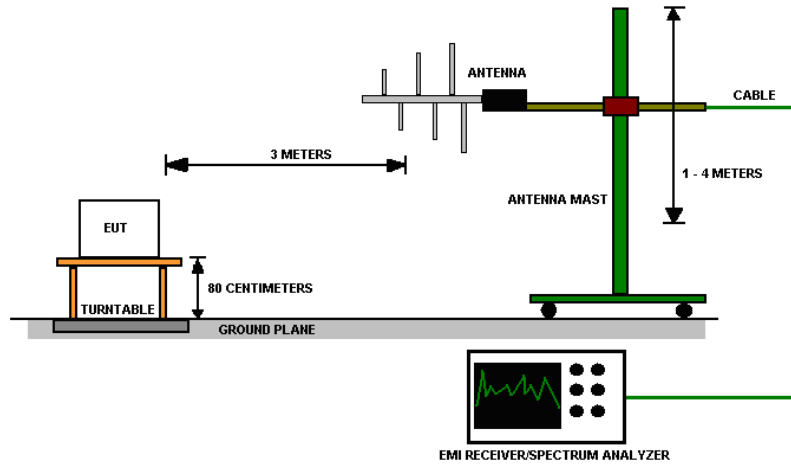 ANTENNA
CABLE
3 METERS
1 - 4 METERS
ANTENNA MAST
EUT
80 CENTIMETERS
TURNTABLE
GROUND PLANE
EMI RECEIVER/SPECTRUM ANALYZER